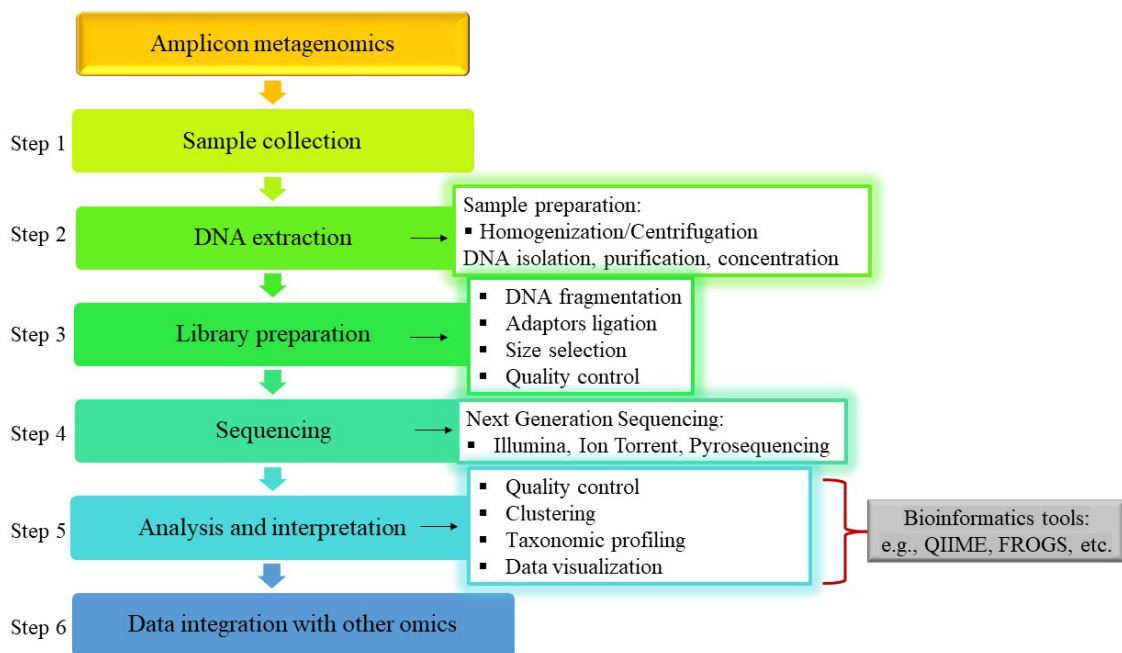 Amplicon metagenomics
Step 1
Sample collection
Step 2
DNA extraction
Sample preparation:
▪ Homogenization/Centrifugation
DNA isolation, purification, concentration
Step 3
Library preparation
▪ DNA fragmentation
▪ Adaptors ligation
▪ Size selection
▪ Quality control
Step 4
Sequencing
Next Generation Sequencing:
▪ Illumina, Ion Torrent, Pyrosequencing
Step 5
Analysis and interpretation
▪ Quality control
▪ Clustering
▪ Taxonomic profiling
▪ Data visualization
Bioinformatics tools:
e.g., QIIME, FROGS, etc.
Step 6
Data integration with other omics